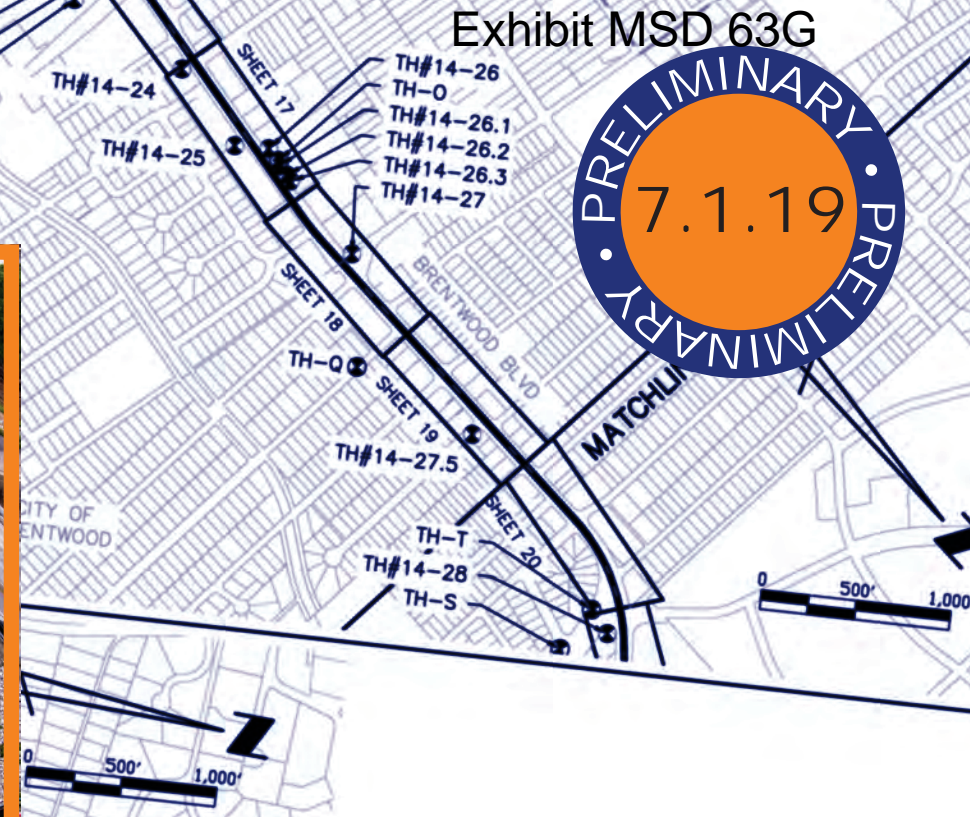 Exhibit MSD 63G
PRELIMINARY • PRELIMINARY •
7.1.19
SHEET 17
TH#14-24
TH#14-25
TH#14-26
TH-O
TH#14-26.1
TH#14-26.2
TH#14-26.3
TH#14-27
BRENTWOOD BLVD
SHEET 18
TH-Q
SHEET 19
TH#14-27.5
CITY OF
ENTWOOD
SHEET 20
TH-T
TH#14-28
TH-S
0 500' 1,000'
Z
0 500' 1,000'